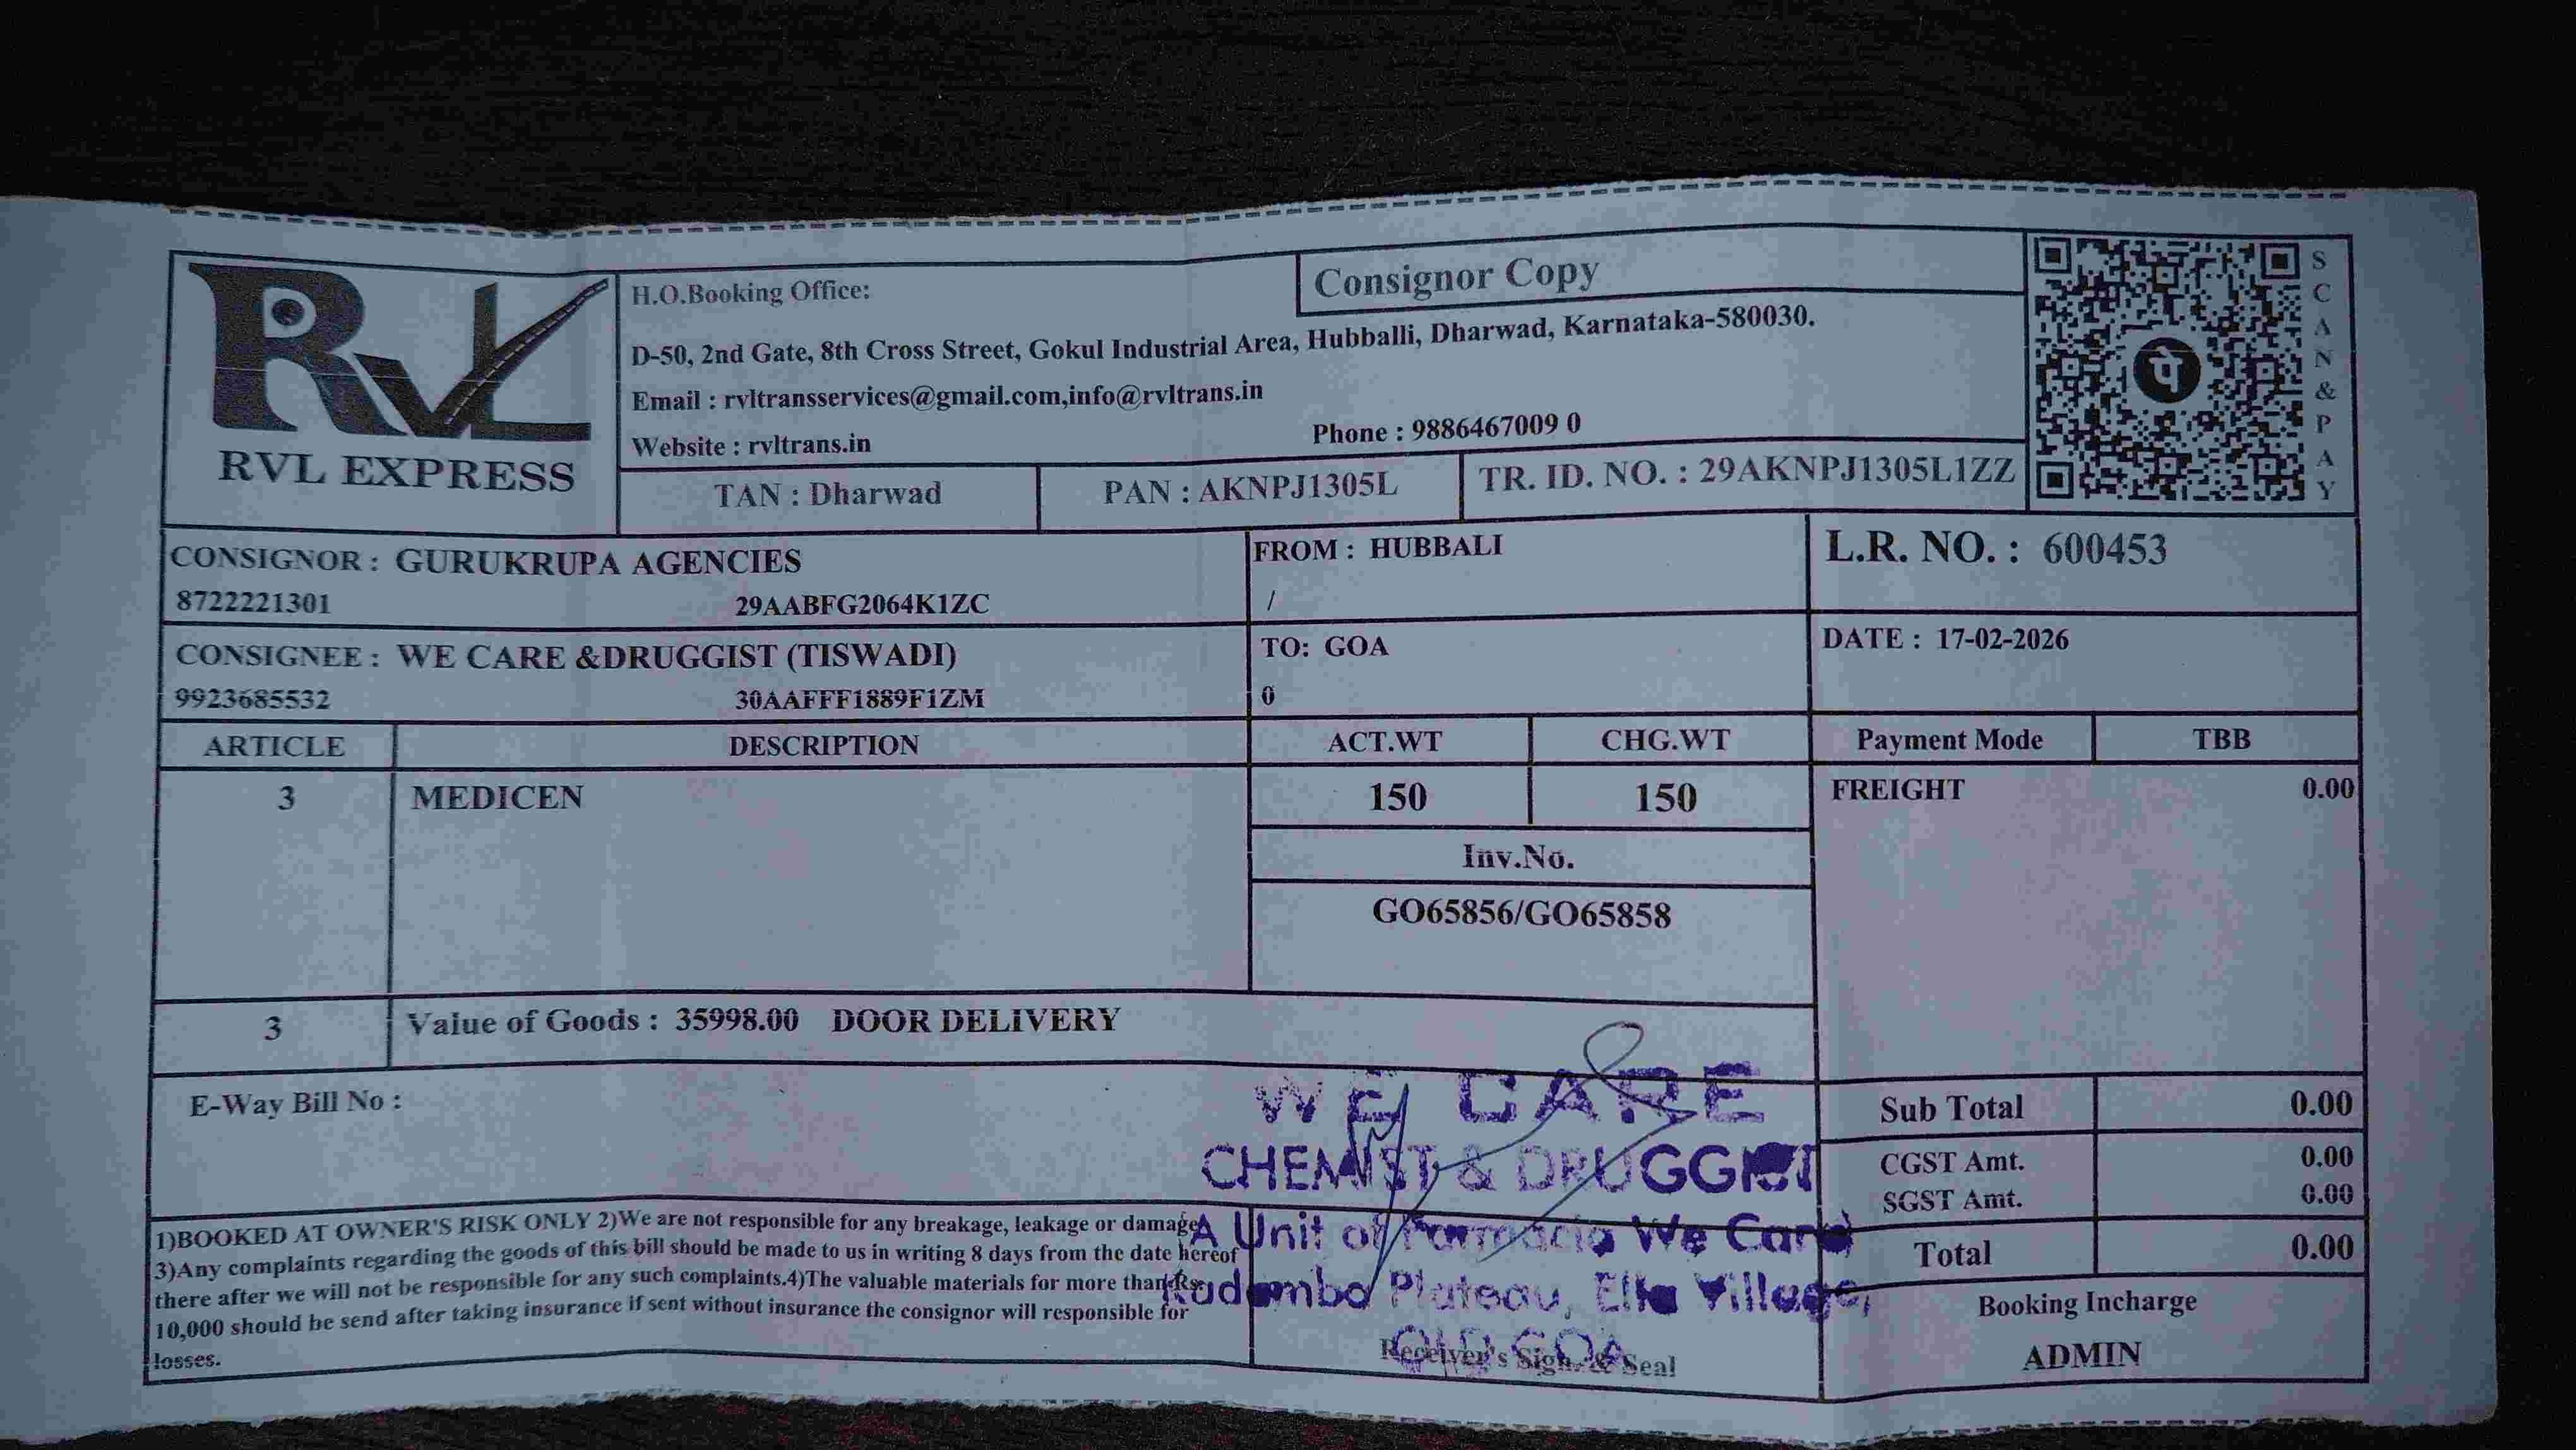 RVL
RVL EXPRESS
H.O.Booking Office:
Consignor Copy
D-50, 2nd Gate, 8th Cross Street, Gokul Industrial Area, Hubballi, Dharwad, Karnataka-580030.
Email : rvltransservices@gmail.com,info@rvltrans.in
Website : rvltrans.in
Phone : 9886467009 0
TAN : Dharwad
PAN : AKNPJ1305L
TR. ID. NO. : 29AKNPJ1305L1ZZ
पे
SCAN&PAY
CONSIGNOR : GURUKRUPA AGENCIES
8722221301 29AABFG2064K1ZC
FROM : HUBBALI
/
L.R. NO. : 600453
CONSIGNEE : WE CARE &DRUGGIST (TISWADI)
9923685532 30AAFFF1889F1ZM
TO: GOA
0
DATE : 17-02-2026
ARTICLE DESCRIPTION ACT.WT CHG.WT Payment Mode TBB
3 MEDICEN 150 150 FREIGHT 0.00
Inv.No.
GO65856/GO65858
3 Value of Goods : 35998.00 DOOR DELIVERY
E-Way Bill No :
Sub Total 0.00
CGST Amt. 0.00
SGST Amt. 0.00
Total 0.00
1)BOOKED AT OWNER'S RISK ONLY 2)We are not responsible for any breakage, leakage or damage
3)Any complaints regarding the goods of this bill should be made to us in writing 8 days from the date hereof
there after we will not be responsible for any such complaints.4)The valuable materials for more than Rs.
10,000 should be send after taking insurance if sent without insurance the consignor will responsible for
losses.
WE CARE
CHEMIST & DRUGGIST
A Unit of Farmacia We Care
Kadamba Plateau, Ella Village,
OLD GOA
Receiver's Sign. & Seal
Booking Incharge
ADMIN